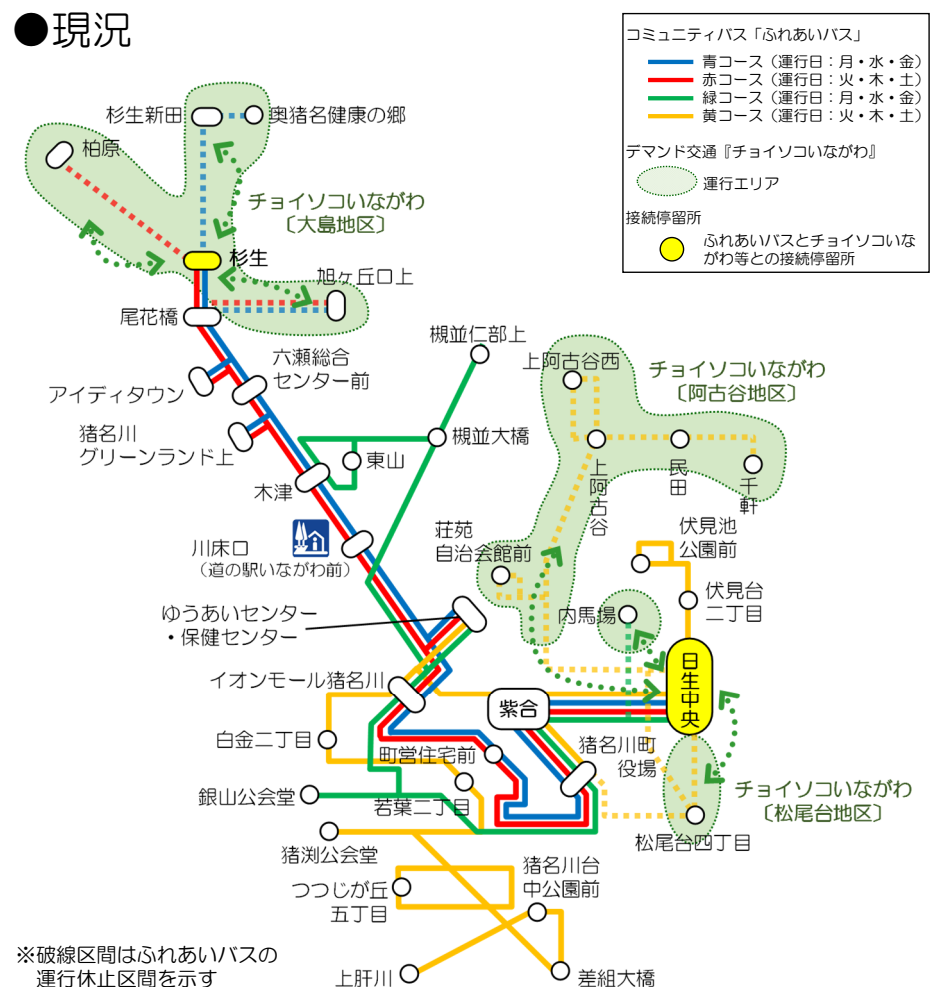 ●現況
コミュニティバス「ふれあいバス」
青コース（運行日：月・水・金）
赤コース（運行日：火・木・土）
緑コース（運行日：月・水・金）
黄コース（運行日：火・木・土）
デマンド交通『チョイソコいながわ』
運行エリア
接続停留所
ふれあいバスとチョイソコいな
がわ等との接続停留所
杉生新田
奥猪名健康の郷
柏原
チョイソコいながわ
〔大島地区〕
杉生
旭ヶ丘口上
尾花橋
六瀬総合
センター前
アイディタウン
猪名川
グリーンランド上
木津
東山
槻並仁部上
槻並大橋
上阿古谷西
チョイソコいながわ
〔阿古谷地区〕
上阿古谷
民田
千軒
川床口
（道の駅いながわ前）
荘苑
自治会館前
伏見池
公園前
伏見台
二丁目
内馬場
ゆうあいセンター
・保健センター
日生中央
イオンモール猪名川
紫合
白金二丁目
町営住宅前
猪名川町
役場
銀山公会堂
若葉二丁目
チョイソコいながわ
〔松尾台地区〕
松尾台四丁目
猪渕公会堂
猪名川台
中公園前
つつじが丘
五丁目
上肝川
差組大橋
※破線区間はふれあいバスの
運行休止区間を示す